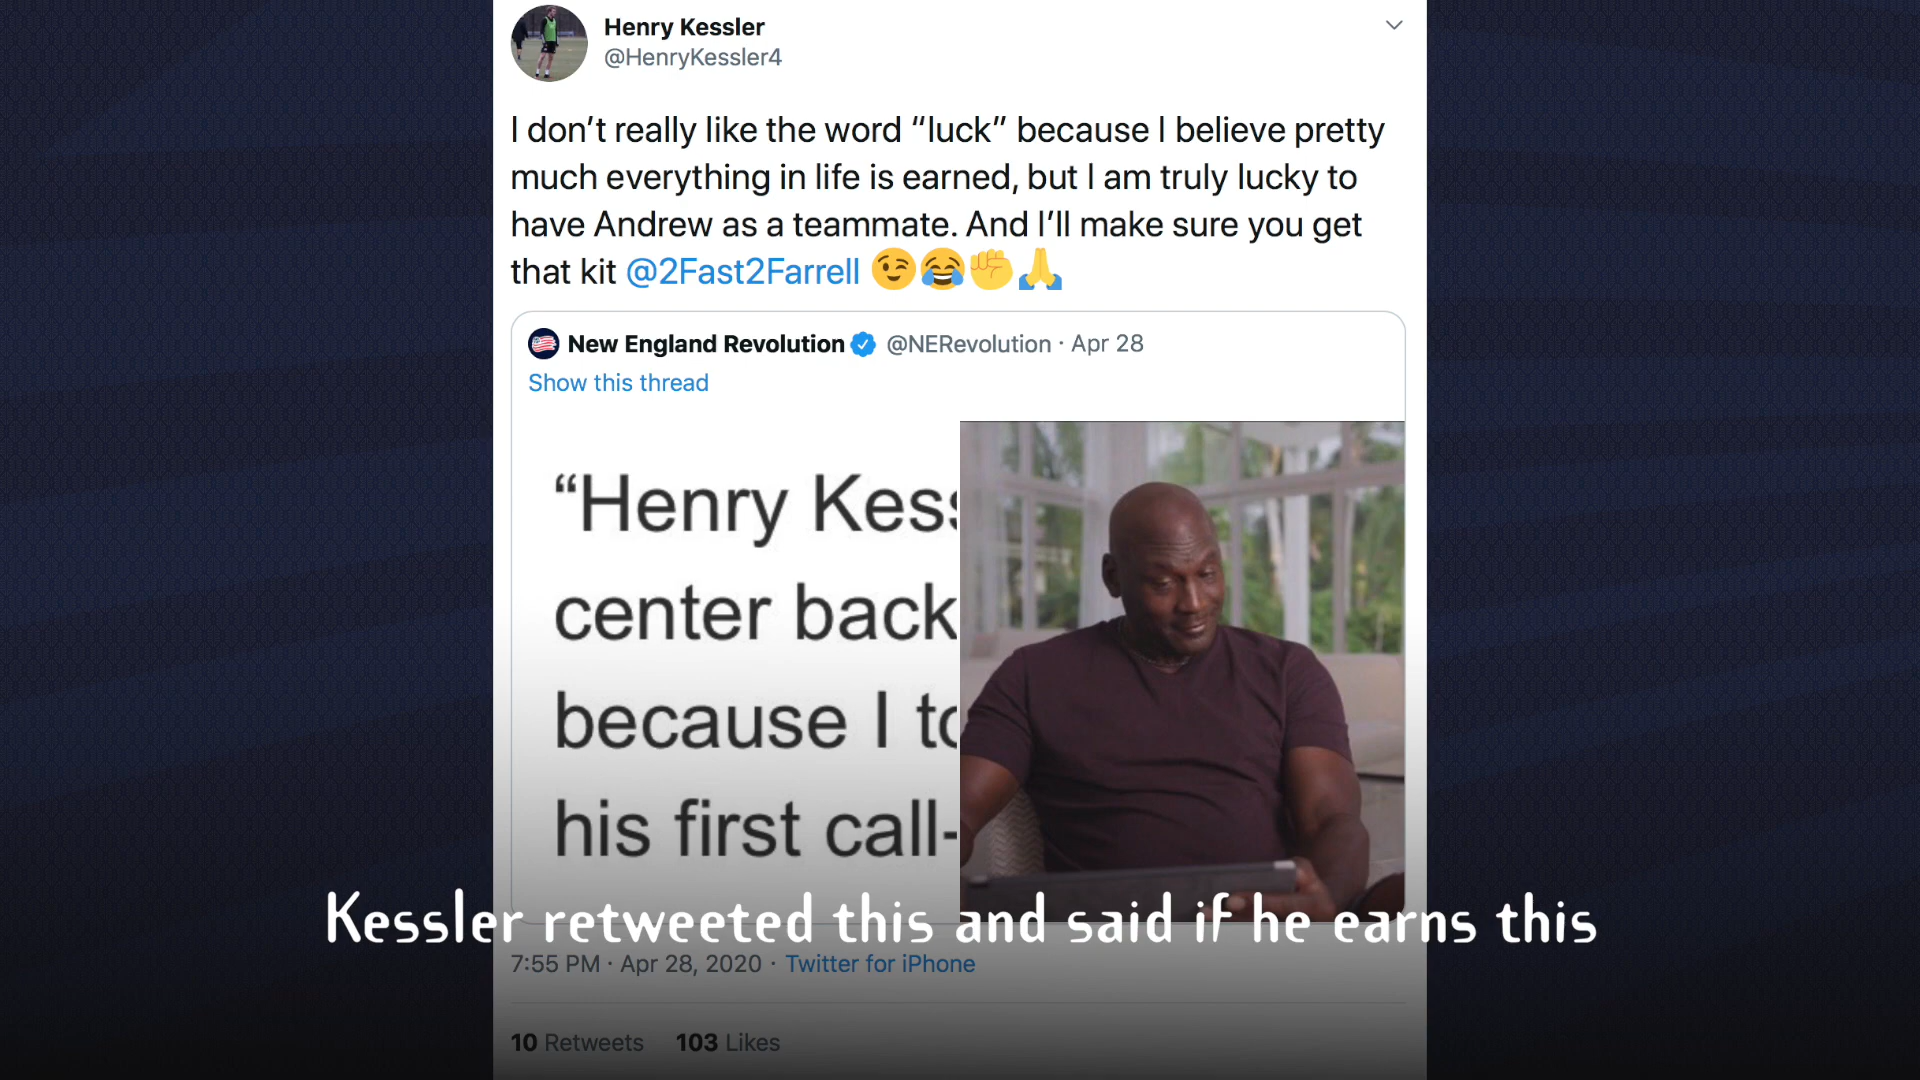 Henry Kessler
@HenryKessler4
I don’t really like the word “luck” because I believe pretty
much everything in life is earned, but I am truly lucky to
have Andrew as a teammate. And I’ll make sure you get
that kit @2Fast2Farrell 😉😂✊🙏
New England Revolution @NERevolution · Apr 28
Show this thread
“Henry Kess
center back
because I to
his first call-
Kessler retweeted this and said if he earns this
7:55 PM · Apr 28, 2020 · Twitter for iPhone
10 Retweets 103 Likes